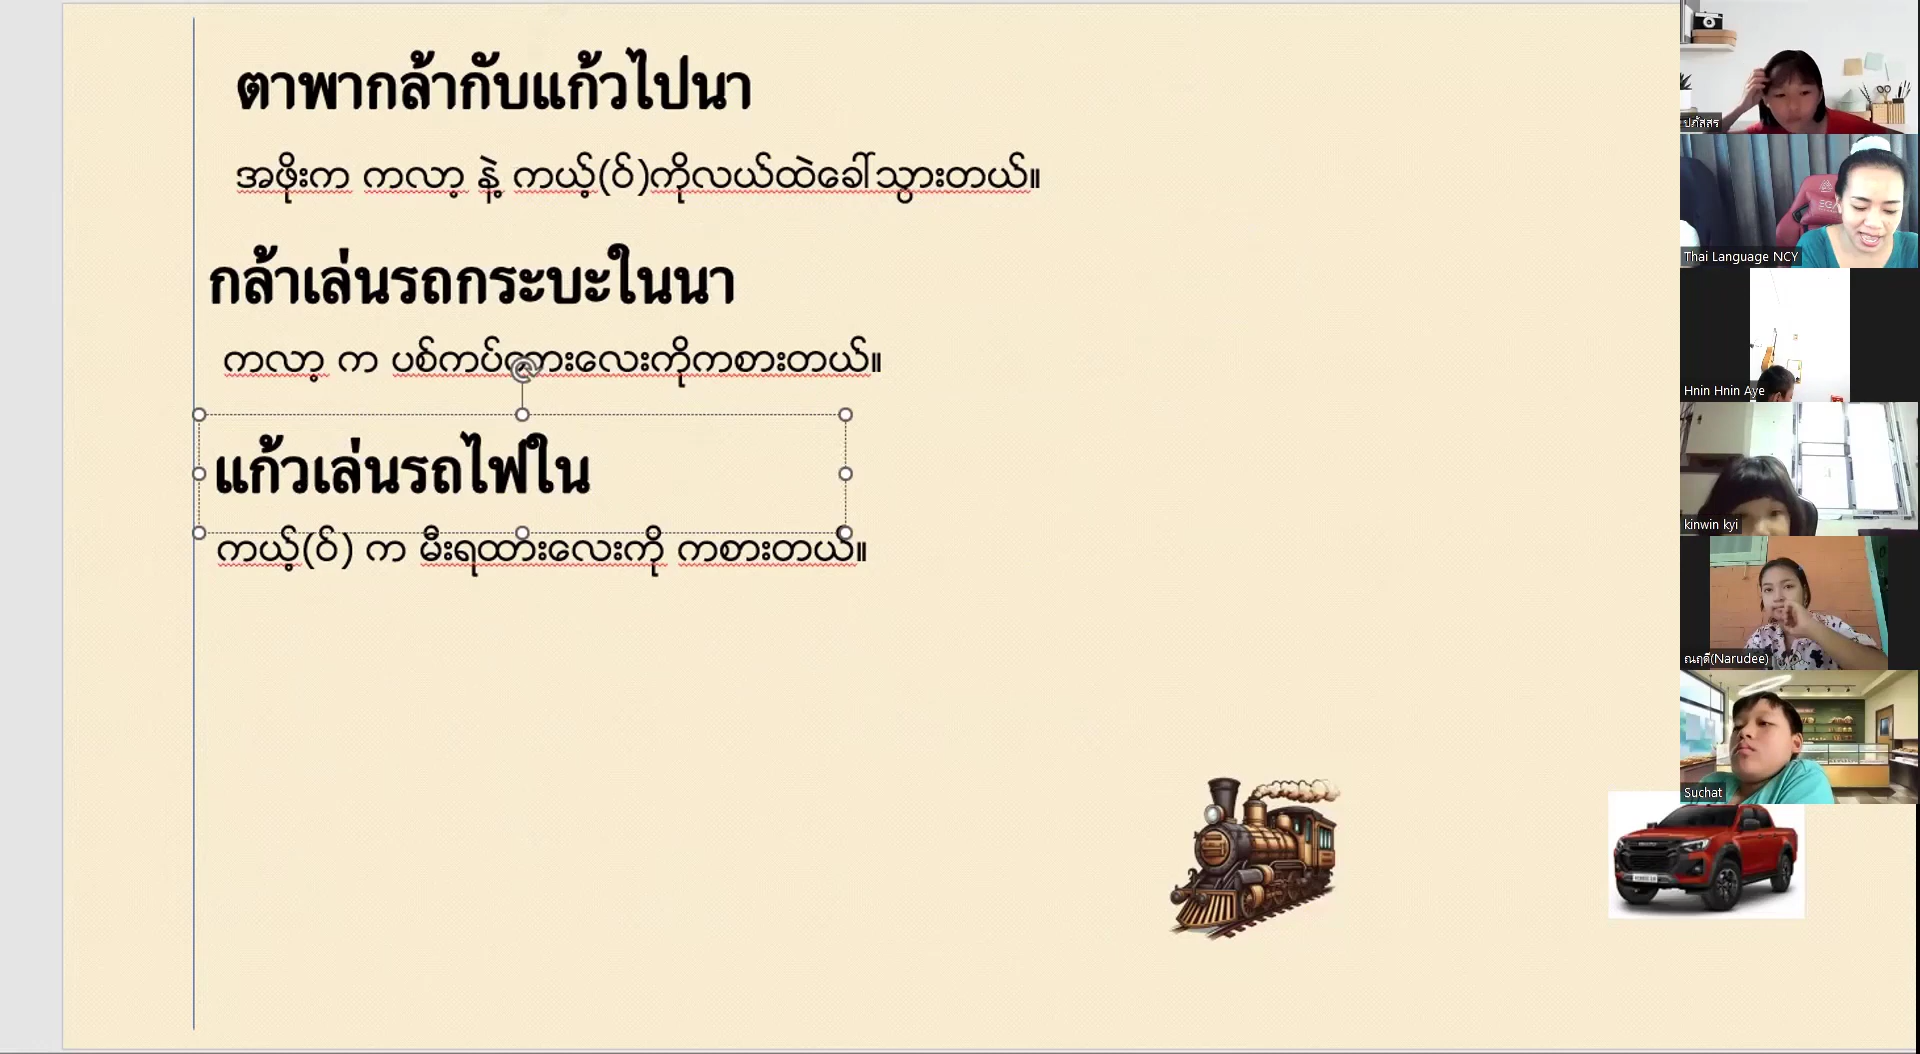 ตาพากล้ากับแก้วไปนา
အဖိုးက ကလာ့ နဲ့ ကယ့်(ဝ်)ကိုလယ်ထဲခေါ်သွားတယ်။
กล้าเล่นรถกระบะในนา
ကလာ့ က ပစ်ကပ်ကားလေးကိုကစားတယ်။
แก้วเล่นรถไฟใน
ကယ့်(ဝ်) က မီးရထားလေးကို ကစားတယ်။
ปภัสสร
Thai Language NCY
Hnin Hnin Aye
kinwin kyi
ณฤดี(Narudee)
Suchat